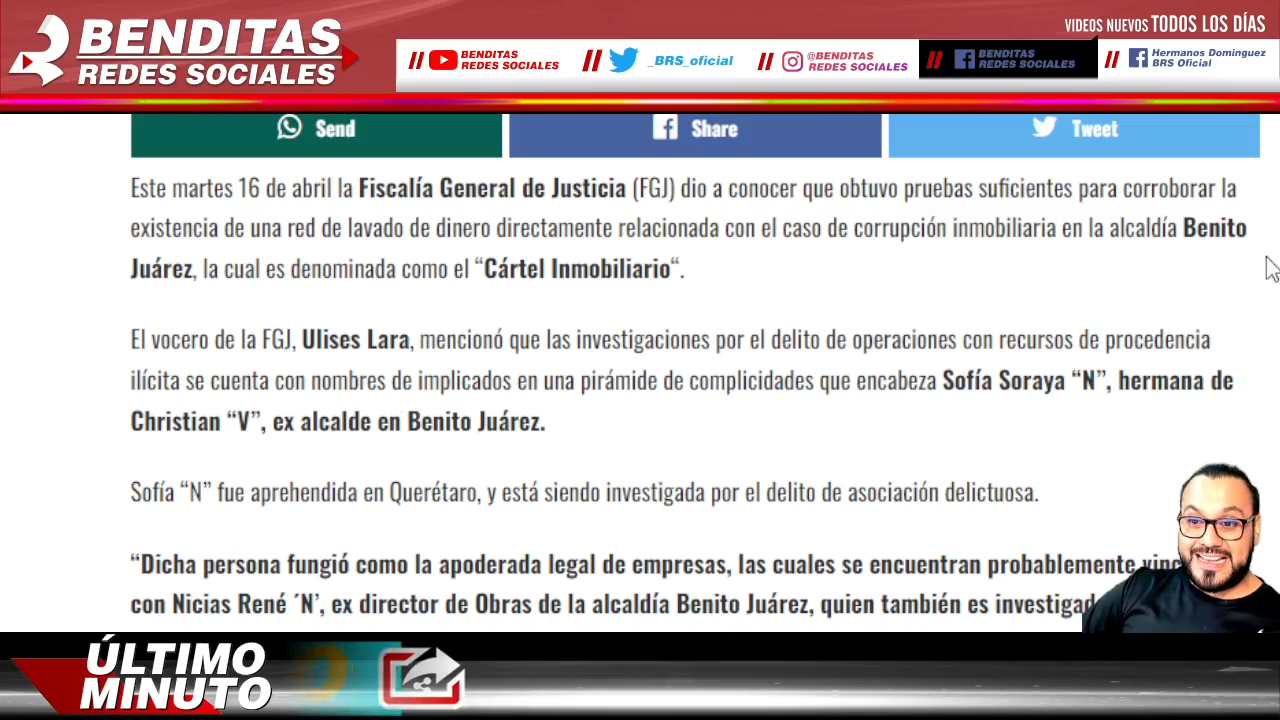 BENDITAS
REDES SOCIALES
VIDEOS NUEVOS TODOS LOS DÍAS
// BENDITAS REDES SOCIALES
// _BRS_oficial
// @BENDITAS REDES SOCIALES
// BENDITAS REDES SOCIALES
// Hermanos Dominguez BRS Oficial
Send
Share
Tweet
Este martes 16 de abril la Fiscalía General de Justicia (FGJ) dio a conocer que obtuvo pruebas suficientes para corroborar la
existencia de una red de lavado de dinero directamente relacionada con el caso de corrupción inmobiliaria en la alcaldía Benito
Juárez, la cual es denominada como el “Cártel Inmobiliario“.
El vocero de la FGJ, Ulises Lara, mencionó que las investigaciones por el delito de operaciones con recursos de procedencia
ilícita se cuenta con nombres de implicados en una pirámide de complicidades que encabeza Sofía Soraya “N”, hermana de
Christian “V”, ex alcalde en Benito Juárez.
Sofía “N” fue aprehendida en Querétaro, y está siendo investigada por el delito de asociación delictuosa.
“Dicha persona fungió como la apoderada legal de empresas, las cuales se encuentran probablemente
con Nicias René ´N’, ex director de Obras de la alcaldía Benito Juárez, quien también es
ÚLTIMO
MINUTO